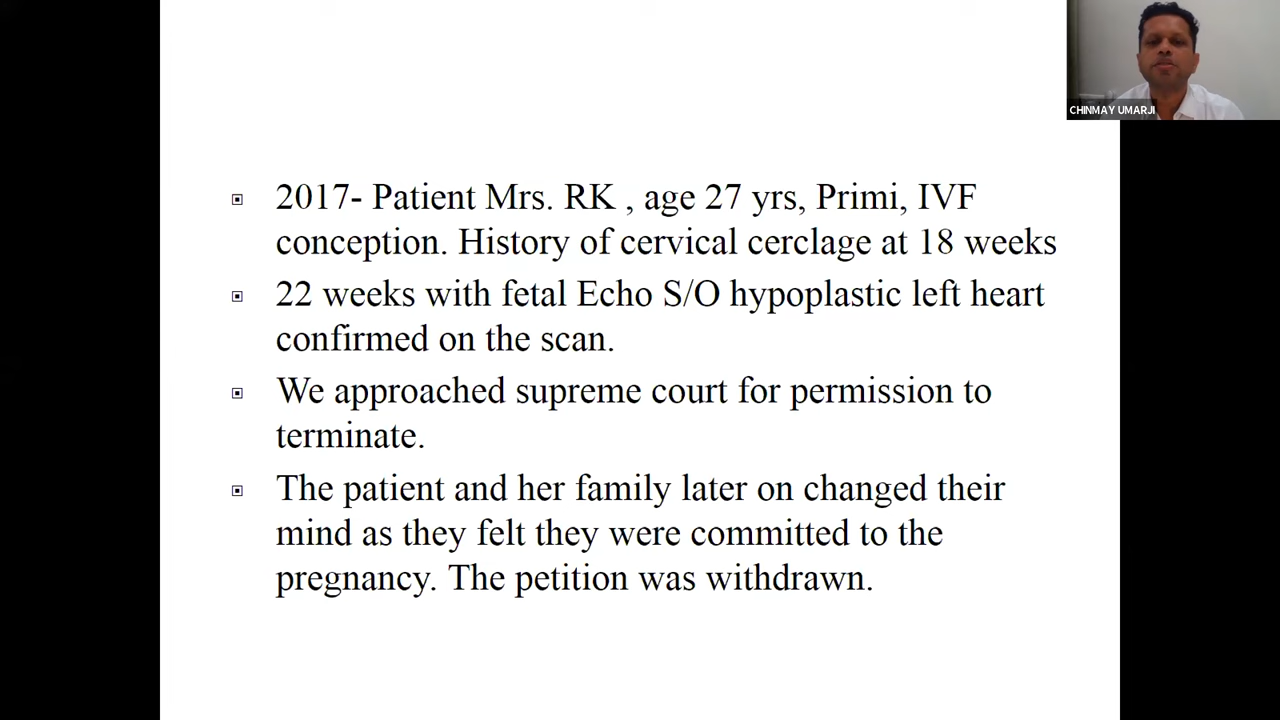 CHINMAY UMARJI
2017- Patient Mrs. RK , age 27 yrs, Primi, IVF
conception. History of cervical cerclage at 18 weeks
22 weeks with fetal Echo S/O hypoplastic left heart
confirmed on the scan.
We approached supreme court for permission to
terminate.
The patient and her family later on changed their
mind as they felt they were committed to the
pregnancy. The petition was withdrawn.